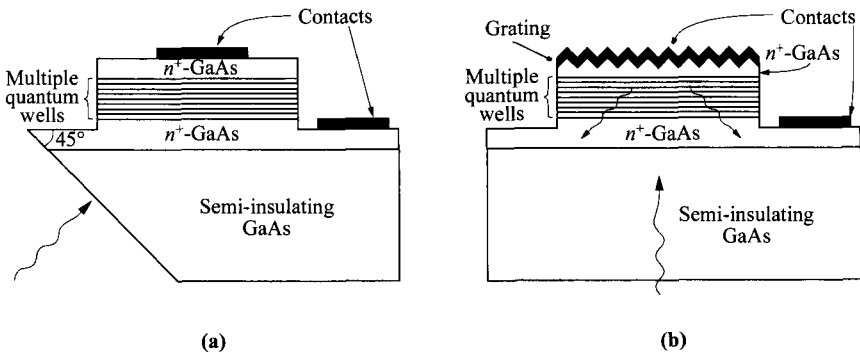 Contacts
n⁺-GaAs
Multiple
quantum
wells
n⁺-GaAs
45°
Semi-insulating
GaAs
(a)
Contacts
Grating
n⁺-GaAs
Multiple
quantum
wells
n⁺-GaAs
Semi-insulating
GaAs
(b)